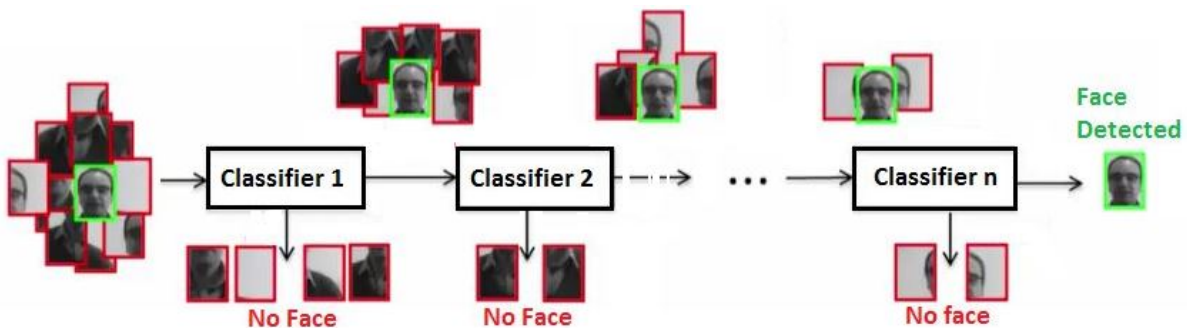 Face
Detected
Classifier 1
Classifier 2
...
Classifier n
No Face
No Face
No face